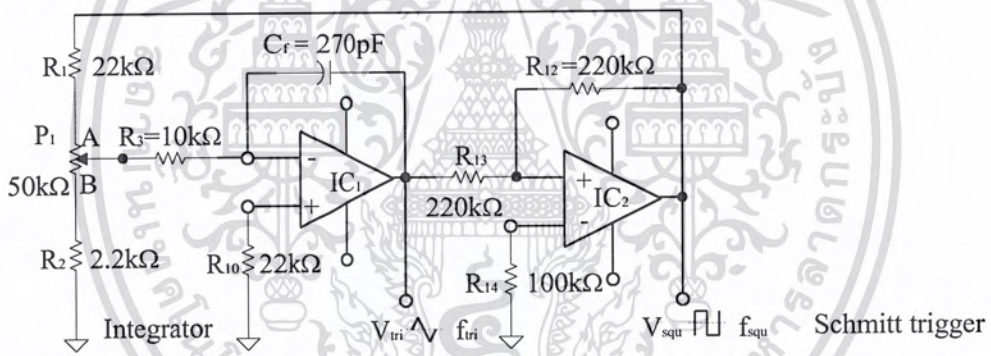 Cf = 270pF
R1 22kΩ
R12=220kΩ
P1 A R3=10kΩ
50kΩ B
- IC1 +
R13
220kΩ
+ IC2 -
R2 2.2kΩ
R10 22kΩ
R14 100kΩ
Integrator
Vtri ftri
Vsqu fsqu
Schmitt trigger